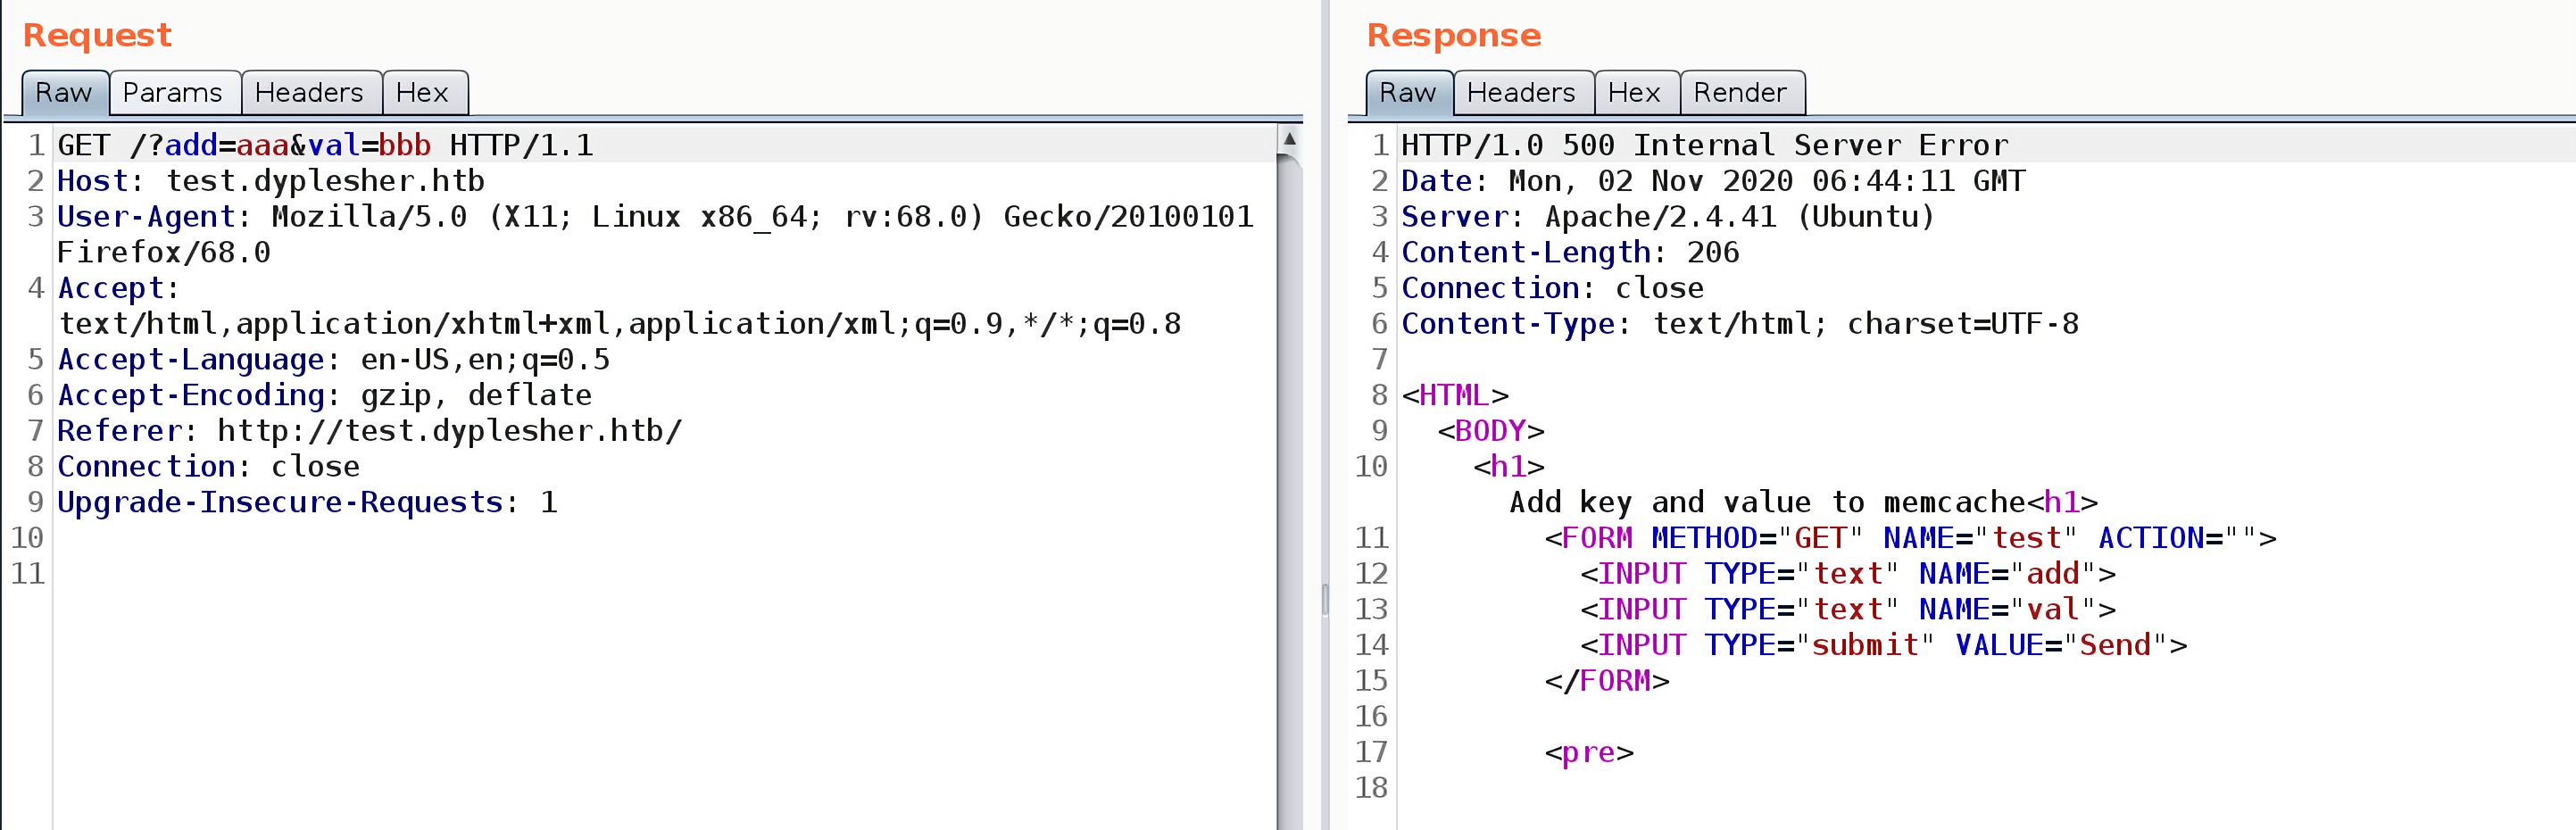 Request
Raw Params Headers Hex
1 GET /?add=aaa&val=bbb HTTP/1.1
2 Host: test.dyplesher.htb
3 User-Agent: Mozilla/5.0 (X11; Linux x86_64; rv:68.0) Gecko/20100101
Firefox/68.0
4 Accept:
text/html,application/xhtml+xml,application/xml;q=0.9,*/*;q=0.8
5 Accept-Language: en-US,en;q=0.5
6 Accept-Encoding: gzip, deflate
7 Referer: http://test.dyplesher.htb/
8 Connection: close
9 Upgrade-Insecure-Requests: 1
10
11
Response
Raw Headers Hex Render
1 HTTP/1.0 500 Internal Server Error
2 Date: Mon, 02 Nov 2020 06:44:11 GMT
3 Server: Apache/2.4.41 (Ubuntu)
4 Content-Length: 206
5 Connection: close
6 Content-Type: text/html; charset=UTF-8
7
8 <HTML>
9 <BODY>
10 <h1>
Add key and value to memcache<h1>
11 <FORM METHOD="GET" NAME="test" ACTION="">
12 <INPUT TYPE="text" NAME="add">
13 <INPUT TYPE="text" NAME="val">
14 <INPUT TYPE="submit" VALUE="Send">
15 </FORM>
16
17 <pre>
18